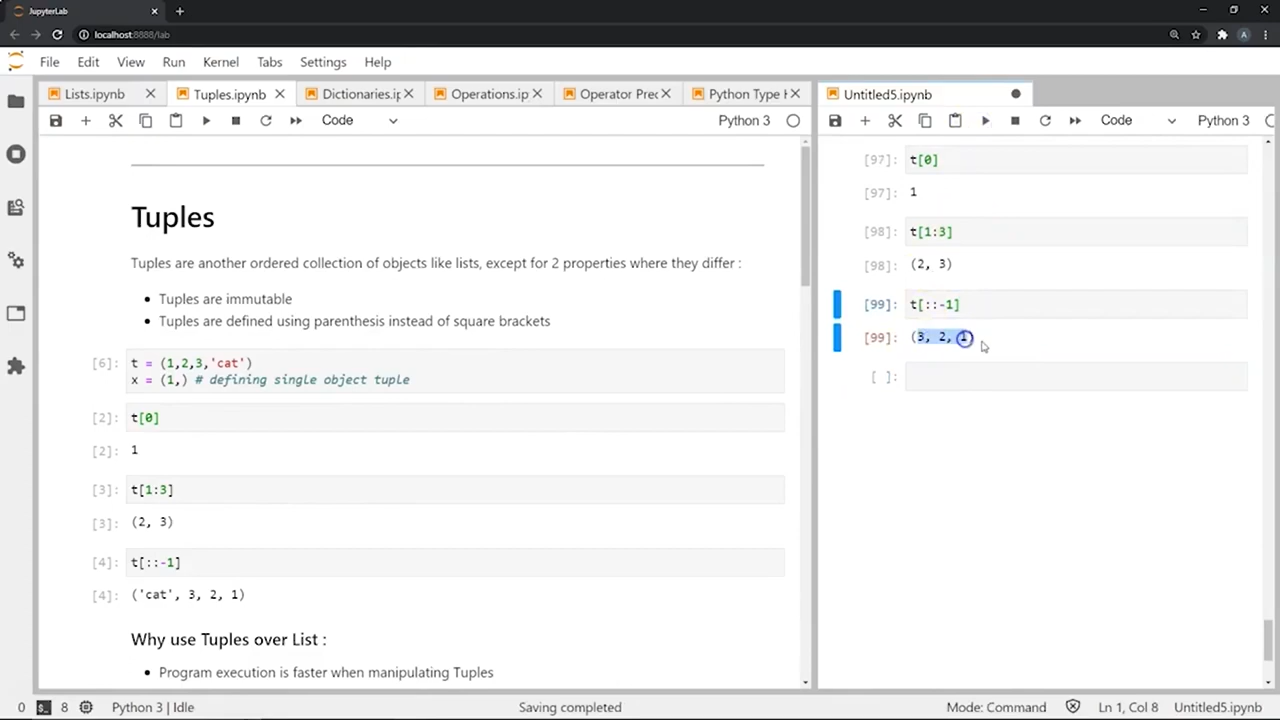 JupyterLab
localhost:8888/lab
A
File Edit View Run Kernel Tabs Settings Help
Lists.ipynb Tuples.ipynb Dictionaries.ip Operations.ip Operator Prec Python Type H
Code Python 3
Tuples
Tuples are another ordered collection of objects like lists, except for 2 properties where they differ :
• Tuples are immutable
• Tuples are defined using parenthesis instead of square brackets
[6]: t = (1,2,3,'cat')
x = (1,) # defining single object tuple
[2]: t[0]
[2]: 1
[3]: t[1:3]
[3]: (2, 3)
[4]: t[::-1]
[4]: ('cat', 3, 2, 1)
Why use Tuples over List :
• Program execution is faster when manipulating Tuples
Untitled5.ipynb
Code Python 3
[97]: t[0]
[97]: 1
[98]: t[1:3]
[98]: (2, 3)
[99]: t[::-1]
[99]: (3, 2, 1)
[ ]:
0 8 Python 3 | Idle Saving completed Mode: Command Ln 1, Col 8 Untitled5.ipynb